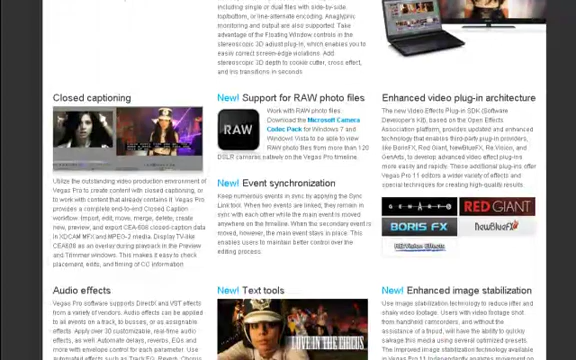 including simple or dual files with side-by-side
top/bottom, or line-alternate encoding. Anaglyphic
monitoring and output are also supported. Take
advantage of the Floating Window controls in the
stereoscopic 3D adjust plug-in, which enables you to
easily correct screen-edge violations. Add
stereoscopic 3D depth to cookie cutter, cross effect,
and iris transitions in seconds
Closed captioning
Utilize the outstanding video production environment of
Vegas Pro to create content with closed captioning, or
to work with content that already contains it. Vegas Pro
provides a complete end-to-end Closed Caption
workflow: import, edit, move, merge, delete, create
new, preview, and export CEA-608 closed-caption data
in XDCAM MXF and MPEG-2 media. Display TV-like
CEA608 as an overlay during playback in the Preview
and Trimmer windows. This makes it easy to check
placement, edits, and timing of CC information
New! Support for RAW photo files
RAW
Work with RAW photo files.
Download the Microsoft Camera
Codec Pack for Windows 7 and
Windows Vista to be able to view
RAW photo files from more than 120
DSLR cameras natively on the Vegas Pro timeline.
New! Event synchronization
Keep numerous events in sync by applying the Sync
Link tool. When two events are linked, they remain
in sync with each other while the main event is moved
anywhere on the timeline. When the secondary event is
moved, however, the main event stays in place. This
enables users to maintain better control over the
editing process.
Enhanced video plug-in architecture
The new Video Effects Plug-in SDK (Software
Developer's Kit), based on the Open Effects
Association platform, provides updated and enhanced
technology that enables third-party plug-in providers,
like BorisFX, Red Giant, NewBlueFX, Re:Vision, and
GenArts, to develop advanced video effect plug-ins
more easily and rapidly. These additional plug-ins offer
Vegas Pro 11 editors a wider variety of effects and
special techniques for creating high-quality results.
GENARTS
RED GIANT
BORIS FX
NewBlueFX
RE:Vision Effects
Audio effects
Vegas Pro software supports DirectX and VST effects
from a variety of vendors. Audio effects can be applied
to all events on a track, to busses, or as assignable
effects. Apply over 30 customizable, real-time audio
effects, as well. Automate delays, reverbs, EQs and
more with envelope control for each parameter. Use
automated effects such as Track EQ, Reverb, Chorus,
New! Text tools
LIVE IN THE CIRCUS
New! Enhanced image stabilization
Use image stabilization technology to reduce jitter and
shaky video footage. Users with video footage shot
from handheld camcorders, and without the
assistance of a tripod, will have the ability to quickly
salvage this media using several powerful presets.
The improved image stabilization technology available